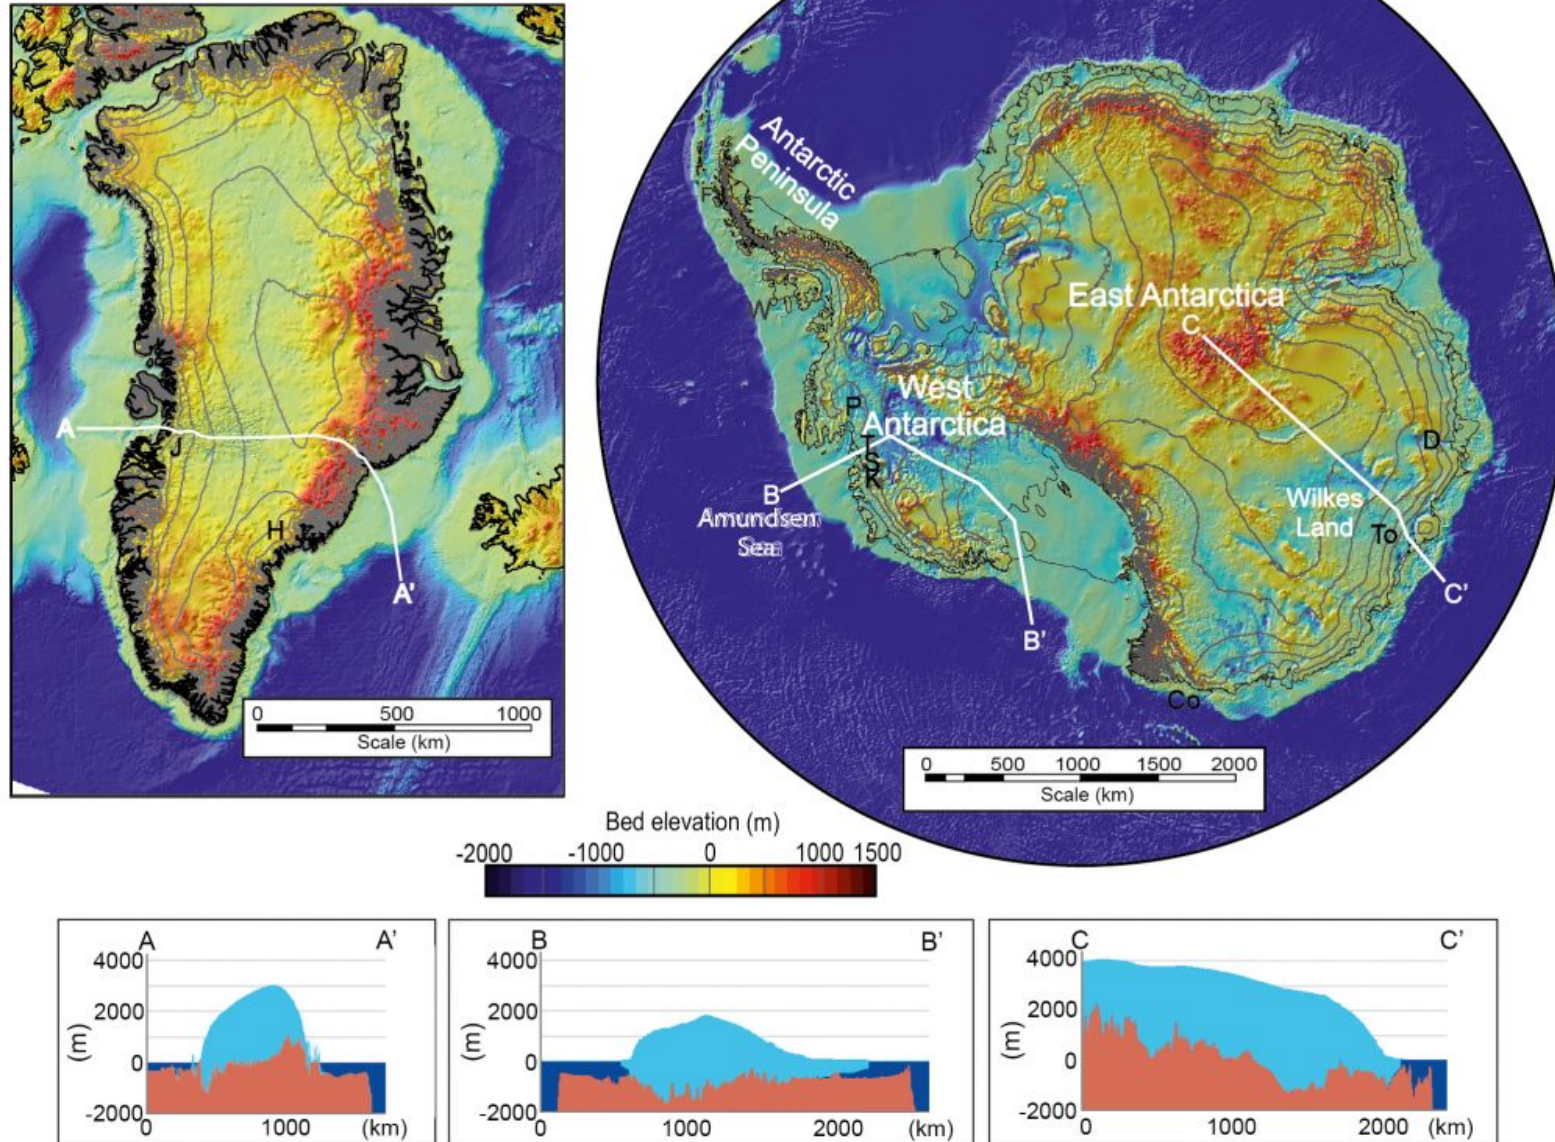 Antarctic
Peninsula
East Antarctica
C
West
Antarctica
W
P
T
S
K
B
Amundsen
Sea
D
Wilkes
Land
To
C'
B'
Co
A
J
H
A'
0 500 1000
Scale (km)
0 500 1000 1500 2000
Scale (km)
Bed elevation (m)
-2000 -1000 0 1000 1500
A A'
4000
2000
0
-2000
(m)
0 1000 (km)
B B'
4000
2000
0
-2000
(m)
0 1000 2000 (km)
C C'
4000
2000
0
-2000
(m)
0 1000 2000 (km)